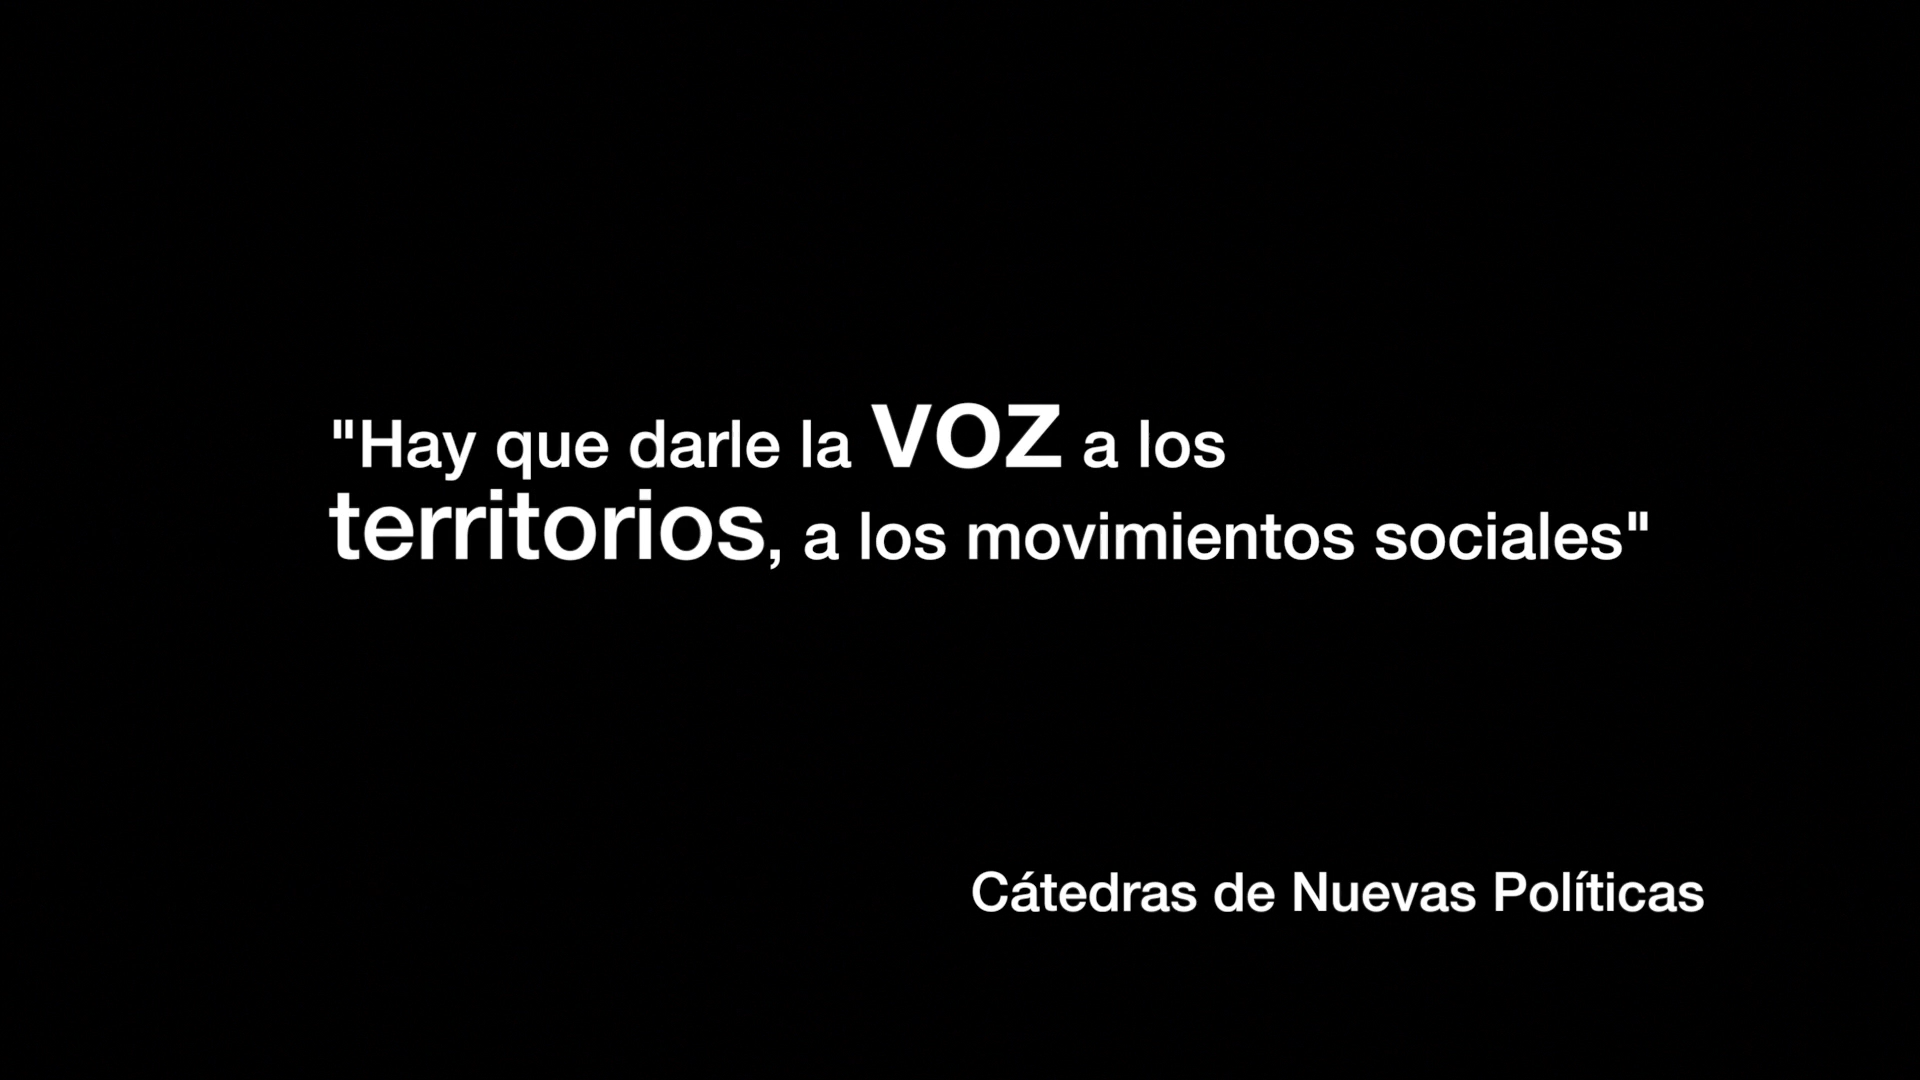 "Hay que darle la VOZ a los
territorios, a los movimientos sociales"
Cátedras de Nuevas Políticas